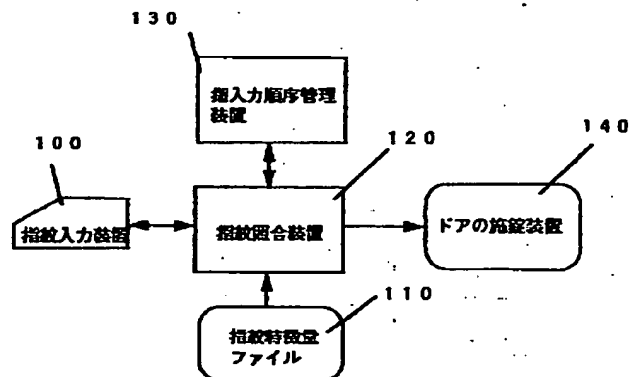 130
指入力順序管理
装置
100
120
140
指紋入力装置
指紋照合装置
ドアの施錠装置
110
指紋特徴量
ファイル